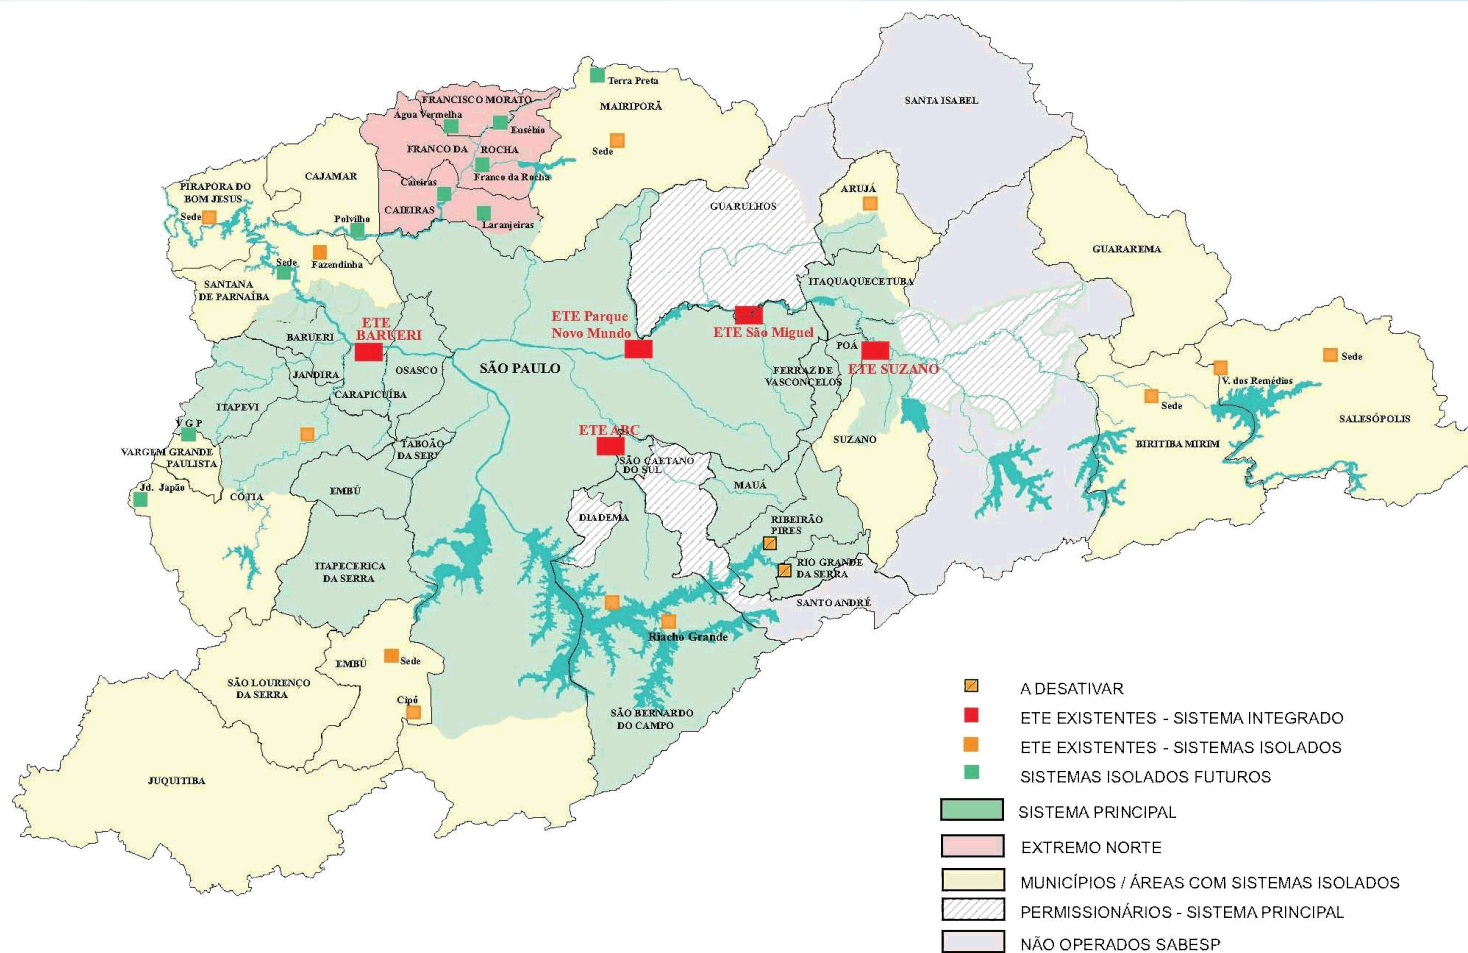 SANTA ISABEL
Terra Preta
MAIRIPORÃ
FRANCISCO MORATO
Água Vermelha
Eusébio
FRANCO DA ROCHA
Sede
Franco da Rocha
CAJAMAR
Caieiras
PIRAPORA DO
BOM JESUS
ARUJÁ
Sede
CAIEIRAS
GUARULHOS
Polvilho
Laranjeiras
GUARAREMA
Sede
Fazendinha
SANTANA
DE PARNAÍBA
ITAQUAQUECETUBA
ETE
BARUERI
ETE Parque
Novo Mundo
ETE São Miguel
BARUERI
POÁ
Sede
SÃO PAULO
OSASCO
FERRAZ DE
VASCONCELOS
ETE SUZANO
JANDIRA
V. dos Remédios
CARAPICUÍBA
ITAPEVI
Sede
SALESÓPOLIS
V G P
ETE ABC
TABOÃO
DA SER
SUZANO
BIRITIBA MIRIM
VARGEM GRANDE
PAULISTA
SÃO CAETANO
DO SUL
Jd. Japão
COTIA
EMBÚ
MAUÁ
DIADEMA
RIBEIRÃO
PIRES
ITAPECERICA
DA SERRA
RIO GRANDE
DA SERRA
SANTO ANDRÉ
Riacho Grande
EMBÚ
Sede
SÃO LOURENÇO
DA SERRA
Cipó
SÃO BERNARDO
DO CAMPO
JUQUITIBA
A DESATIVAR
ETE EXISTENTES - SISTEMA INTEGRADO
ETE EXISTENTES - SISTEMAS ISOLADOS
SISTEMAS ISOLADOS FUTUROS
SISTEMA PRINCIPAL
EXTREMO NORTE
MUNICÍPIOS / ÁREAS COM SISTEMAS ISOLADOS
PERMISSIONÁRIOS - SISTEMA PRINCIPAL
NÃO OPERADOS SABESP